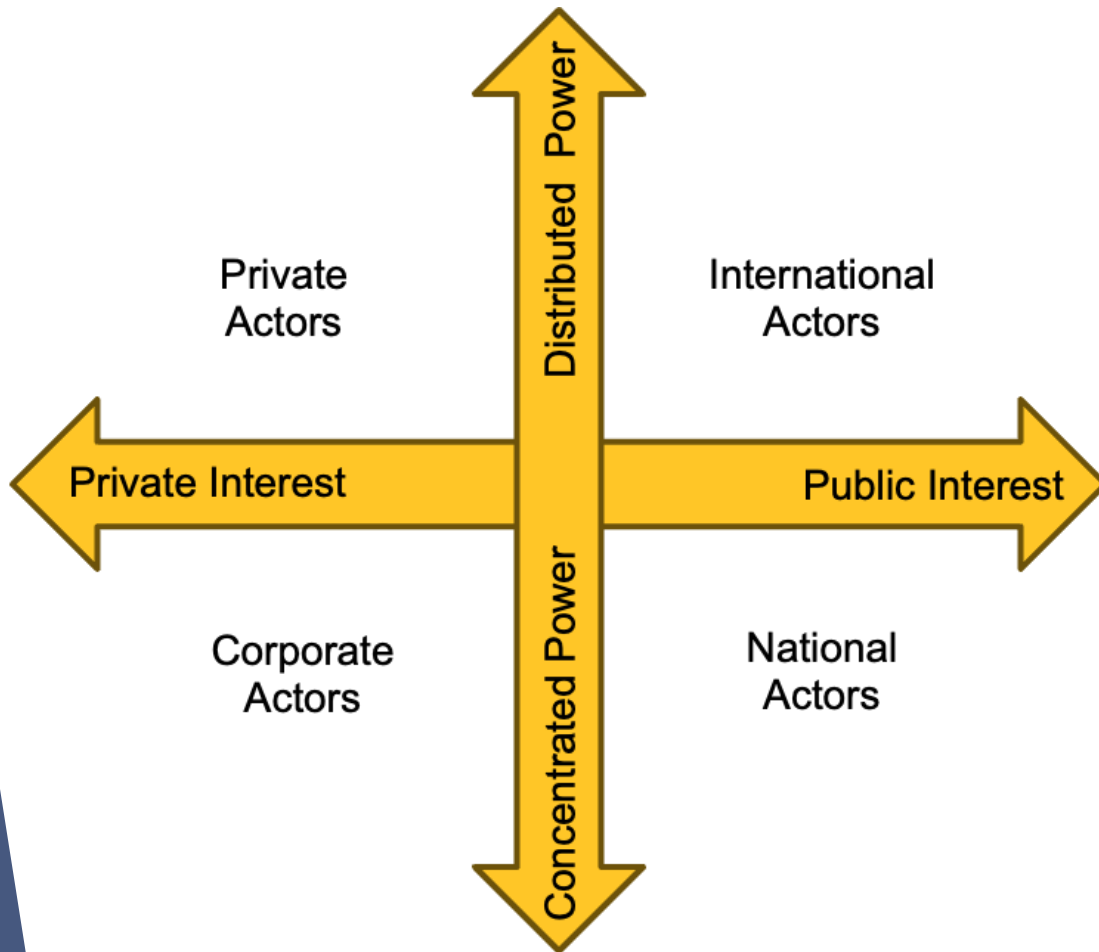 Distributed Power
Private
Actors
International
Actors
Private Interest
Public Interest
Concentrated Power
Corporate
Actors
National
Actors